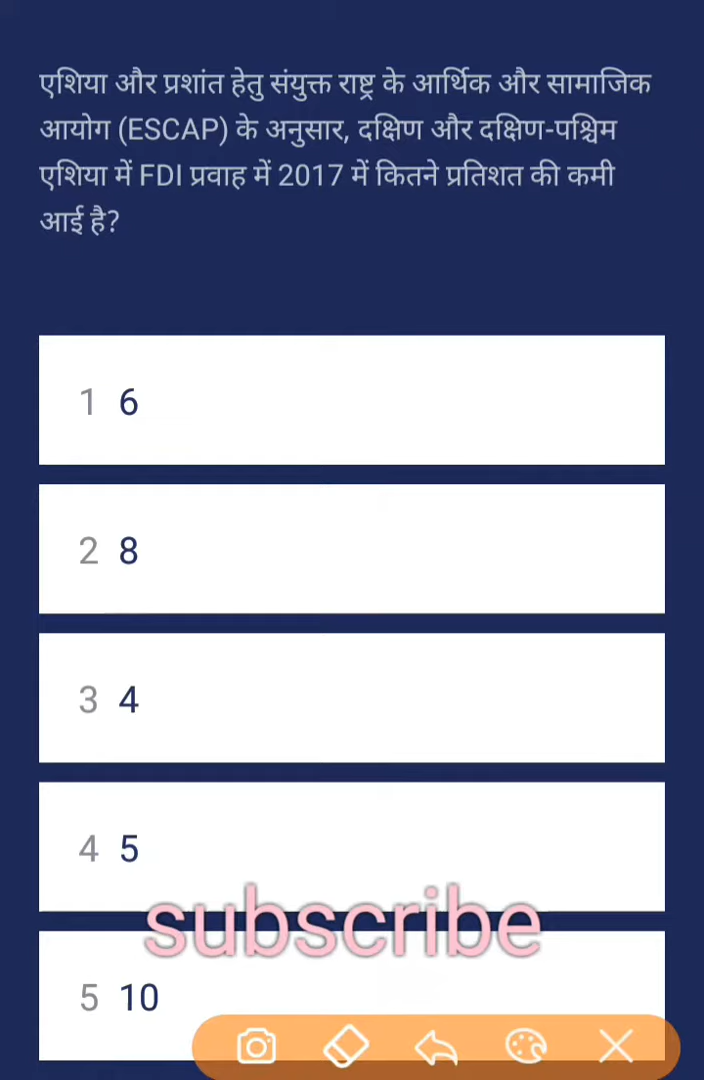 एशिया और प्रशांत हेतु संयुक्त राष्ट्र के आर्थिक और सामाजिक
आयोग (ESCAP) के अनुसार, दक्षिण और दक्षिण-पश्चिम
एशिया में FDI प्रवाह में 2017 में कितने प्रतिशत की कमी
आई है?
1 6
2 8
3 4
4 5
subscribe
5 10